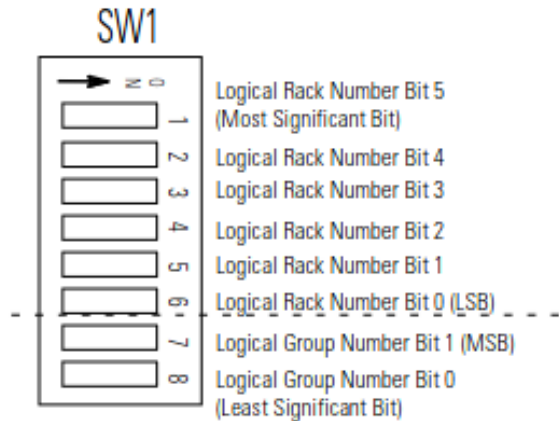 SW1
ON
1
Logical Rack Number Bit 5
(Most Significant Bit)
2
Logical Rack Number Bit 4
3
Logical Rack Number Bit 3
4
Logical Rack Number Bit 2
5
Logical Rack Number Bit 1
6
Logical Rack Number Bit 0 (LSB)
7
Logical Group Number Bit 1 (MSB)
8
Logical Group Number Bit 0
(Least Significant Bit)